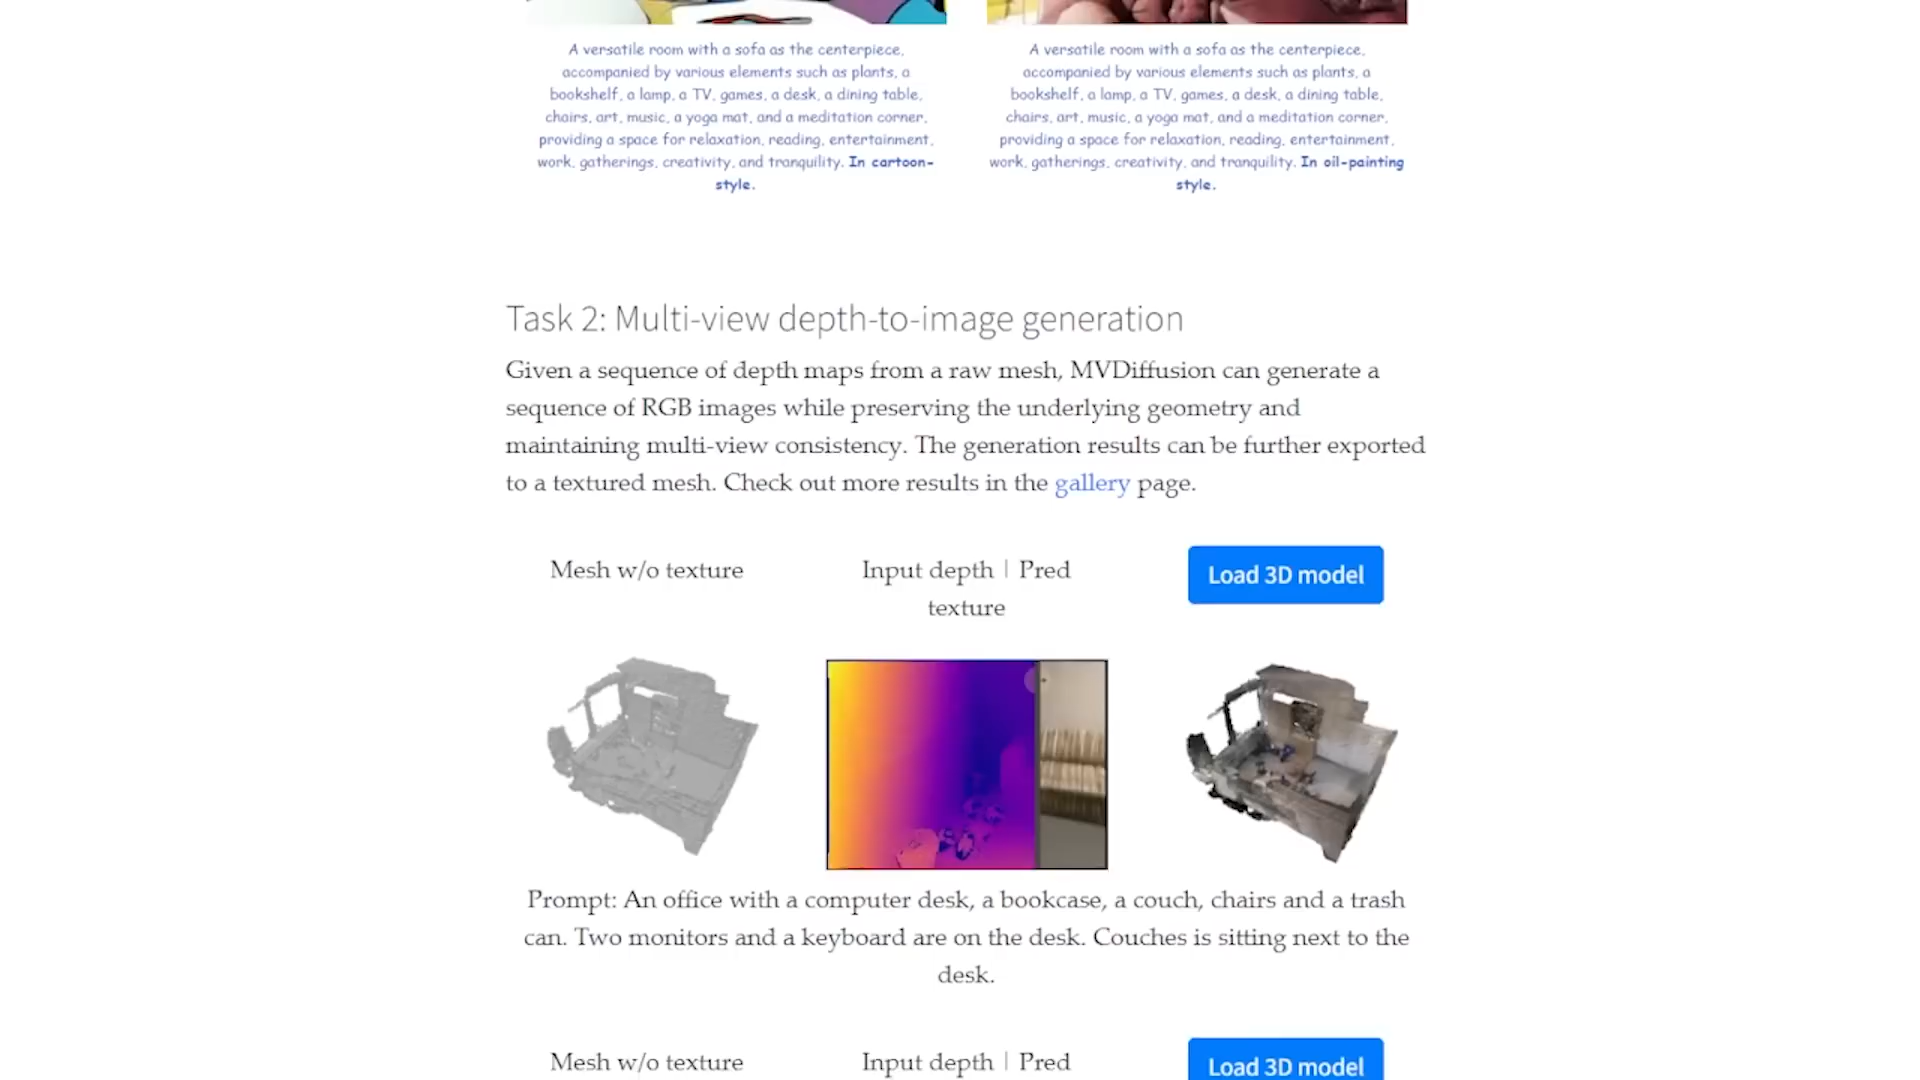 A versatile room with a sofa as the centerpiece,
accompanied by various elements such as plants, a
bookshelf, a lamp, a TV, games, a desk, a dining table,
chairs, art, music, a yoga mat, and a meditation corner,
providing a space for relaxation, reading, entertainment,
work, gatherings, creativity, and tranquility. In cartoon-
style.
A versatile room with a sofa as the centerpiece,
accompanied by various elements such as plants, a
bookshelf, a lamp, a TV, games, a desk, a dining table,
chairs, art, music, a yoga mat, and a meditation corner,
providing a space for relaxation, reading, entertainment,
work, gatherings, creativity, and tranquility. In oil-painting
style.
Task 2: Multi-view depth-to-image generation
Given a sequence of depth maps from a raw mesh, MVDiffusion can generate a
sequence of RGB images while preserving the underlying geometry and
maintaining multi-view consistency. The generation results can be further exported
to a textured mesh. Check out more results in the gallery page.
Mesh w/o texture
Input depth | Pred
texture
Load 3D model
Prompt: An office with a computer desk, a bookcase, a couch, chairs and a trash
can. Two monitors and a keyboard are on the desk. Couches is sitting next to the
desk.
Mesh w/o texture
Input depth | Pred
Load 3D model